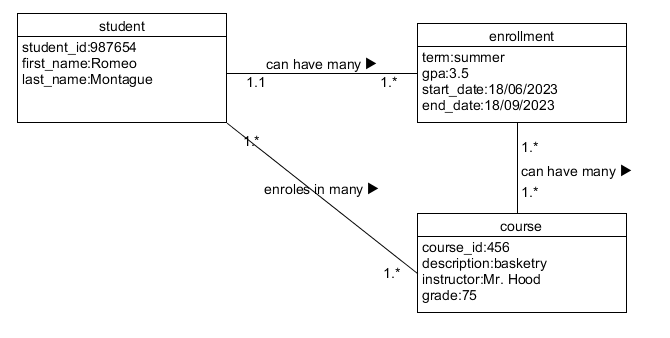 student
student_id:987654
first_name:Romeo
last_name:Montague
can have many ▶
1.1
1.*
enrollment
term:summer
gpa:3.5
start_date:18/06/2023
end_date:18/09/2023
1.*
enroles in many ▶
1.*
1.*
can have many ▶
1.*
course
course_id:456
description:basketry
instructor:Mr. Hood
grade:75